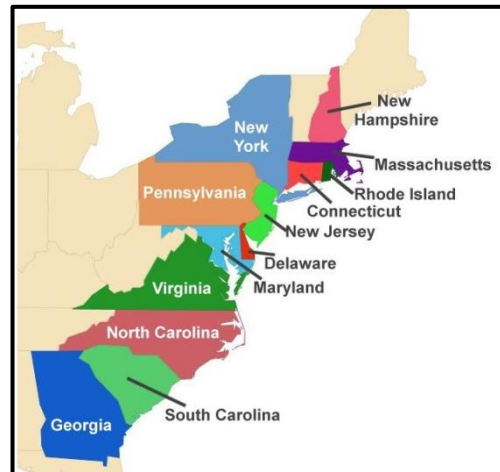 New
Hampshire
New
York
Massachusetts
Pennsylvania
Rhode Island
Connecticut
New Jersey
Delaware
Virginia
Maryland
North Carolina
South Carolina
Georgia